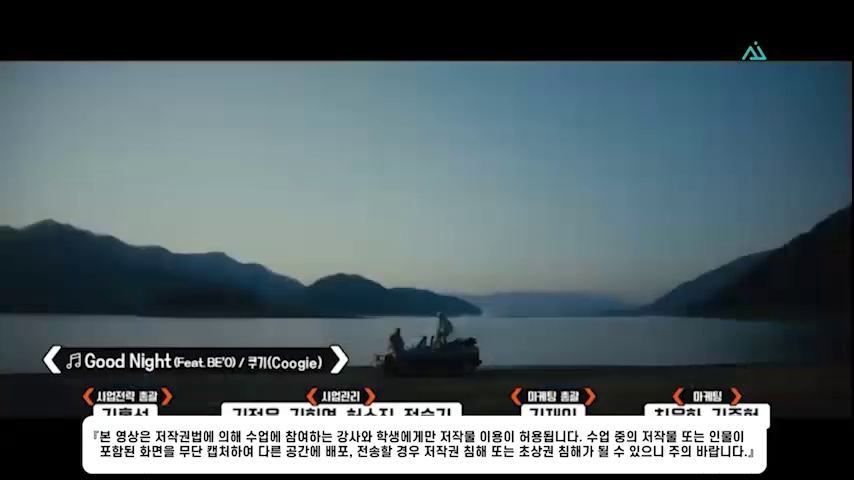 Good Night (Feat. BE'O) / 쿠기(Coogie)
사업전략 총괄 사업관리 마케팅 총괄 마케팅
『본 영상은 저작권법에 의해 수업에 참여하는 강사와 학생에게만 저작물 이용이 허용됩니다. 수업 중의 저작물 또는 인물이
포함된 화면을 무단 캡처하여 다른 공간에 배포, 전송할 경우 저작권 침해 또는 초상권 침해가 될 수 있으니 주의 바랍니다.』